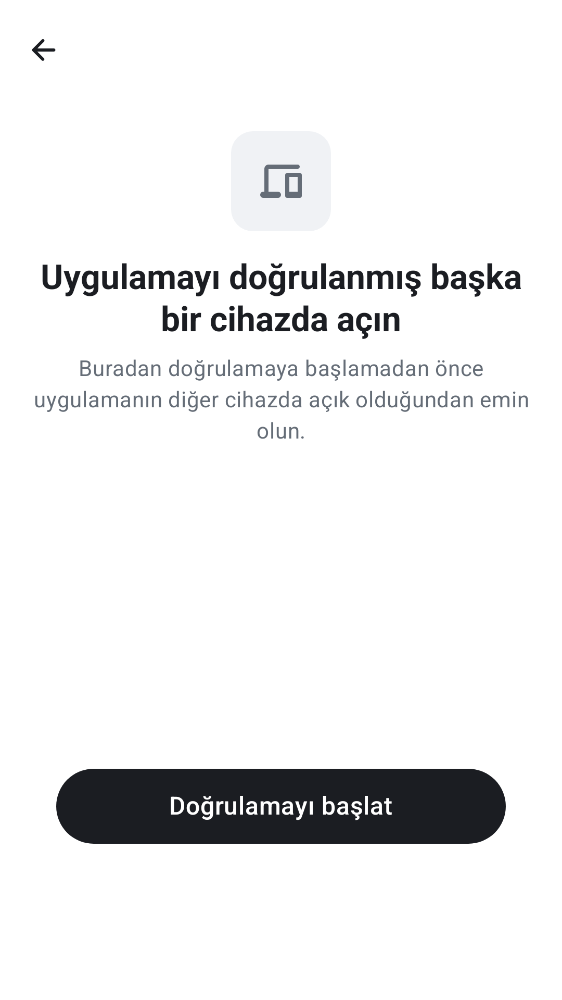 Uygulamayı doğrulanmış başka
bir cihazda açın
Buradan doğrulamaya başlamadan önce
uygulamanın diğer cihazda açık olduğundan emin
olun.
Doğrulamayı başlat